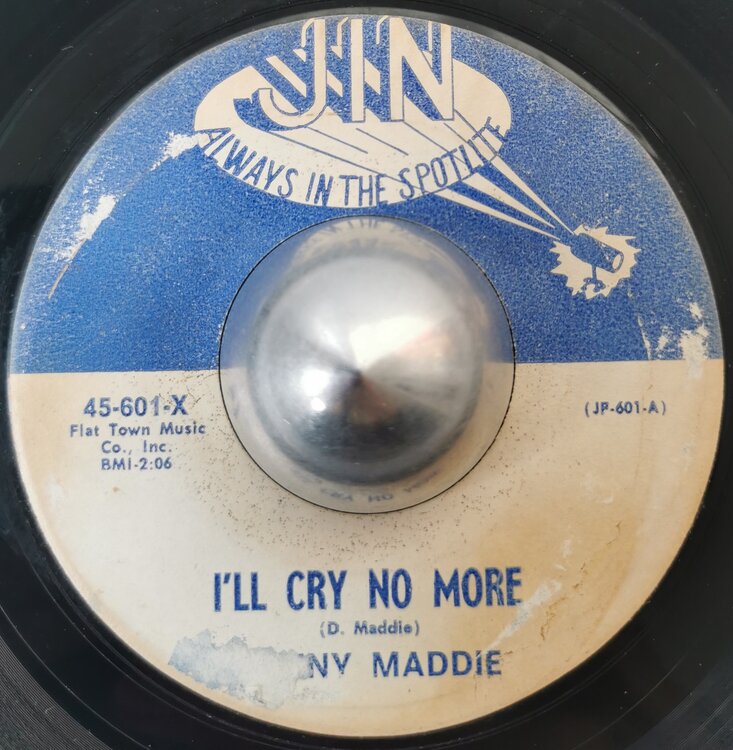 JIN
ALWAYS IN THE SPOTLITE
45-601-X
Flat Town Music
Co., Inc.
BMI-2:06
(JP-601-A)
I'LL CRY NO MORE
(D. Maddie)
NY MADDIE